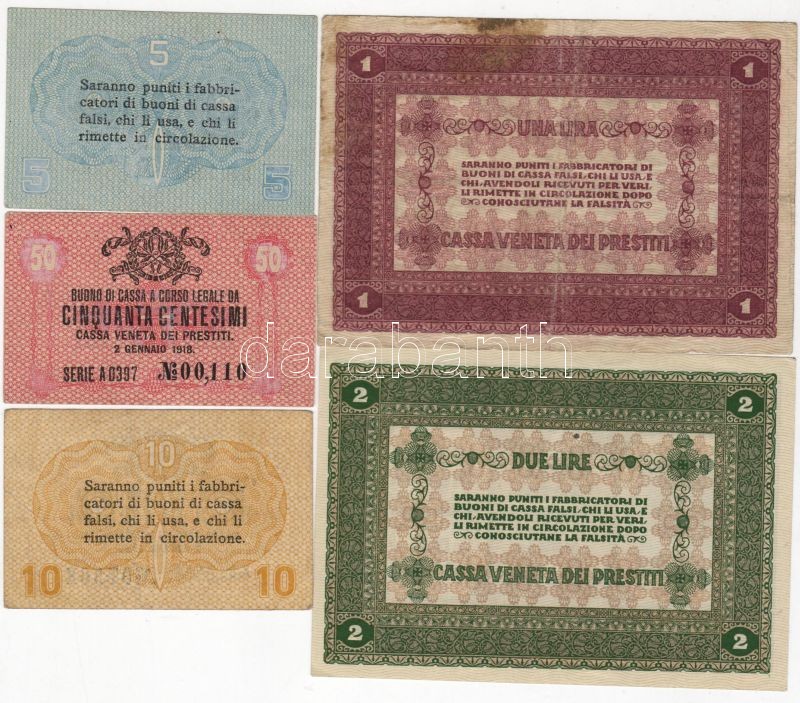 5
Saranno puniti i fabbri-
catori di buoni di cassa
falsi, chi li usa, e chi li
rimette in circolazione.
5 5
50 50
BUONO DI CASSA A CORSO LEGALE DA
CINQUANTA CENTESIMI
CASSA VENETA DEI PRESTITI.
2 GENNAIO 1918.
SERIE A0397 №00,110
10
Saranno puniti i fabbri-
catori di buoni di cassa
falsi, chi li usa, e chi li
rimette in circolazione.
10 10
1 1
UNA LIRA
SARANNO PUNITI I FABBRICATORI DI
BUONI DI CASSA FALSI, CHI LI USA, E
CHI, AVENDOLI RICEVUTI PER VERI,
LI RIMETTE IN CIRCOLAZIONE DOPO
CONOSCIUTANE LA FALSITÀ
CASSA VENETA DEI PRESTITI
1 1
darabanth
2 2
DUE LIRE
SARANNO PUNITI I FABBRICATORI DI
BUONI DI CASSA FALSI, CHI LI USA, E
CHI, AVENDOLI RICEVUTI PER VERI,
LI RIMETTE IN CIRCOLAZIONE DOPO
CONOSCIUTANE LA FALSITÀ
CASSA VENETA DEI PRESTITI
2 2